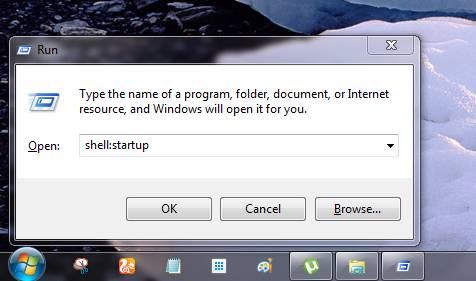 Run
Type the name of a program, folder, document, or Internet
resource, and Windows will open it for you.
Open: shell:startup
OK Cancel Browse...